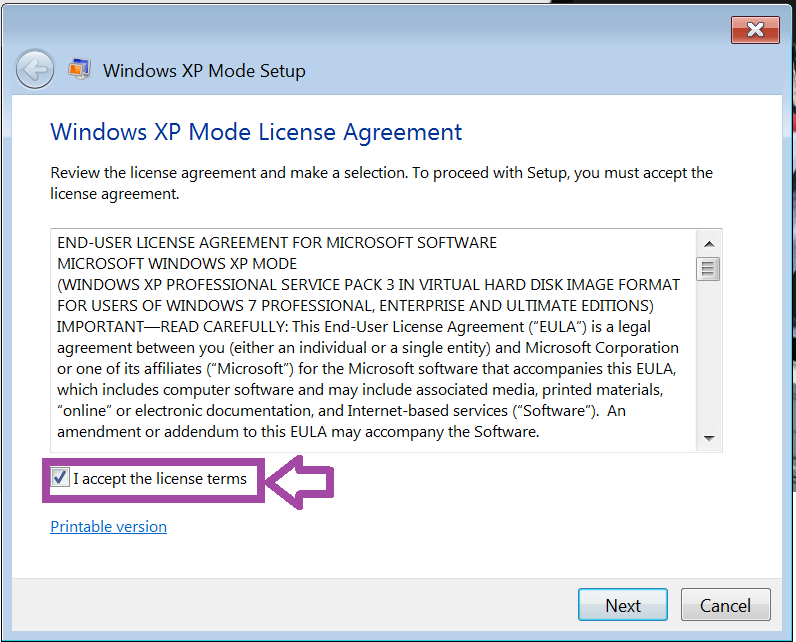 Windows XP Mode Setup
Windows XP Mode License Agreement
Review the license agreement and make a selection. To proceed with Setup, you must accept the
license agreement.
END-USER LICENSE AGREEMENT FOR MICROSOFT SOFTWARE
MICROSOFT WINDOWS XP MODE
(WINDOWS XP PROFESSIONAL SERVICE PACK 3 IN VIRTUAL HARD DISK IMAGE FORMAT
FOR USERS OF WINDOWS 7 PROFESSIONAL, ENTERPRISE AND ULTIMATE EDITIONS)
IMPORTANT—READ CAREFULLY: This End-User License Agreement (“EULA”) is a legal
agreement between you (either an individual or a single entity) and Microsoft Corporation
or one of its affiliates (“Microsoft”) for the Microsoft software that accompanies this EULA,
which includes computer software and may include associated media, printed materials,
“online” or electronic documentation, and Internet-based services (“Software”).  An
amendment or addendum to this EULA may accompany the Software.
I accept the license terms
Printable version
Next
Cancel